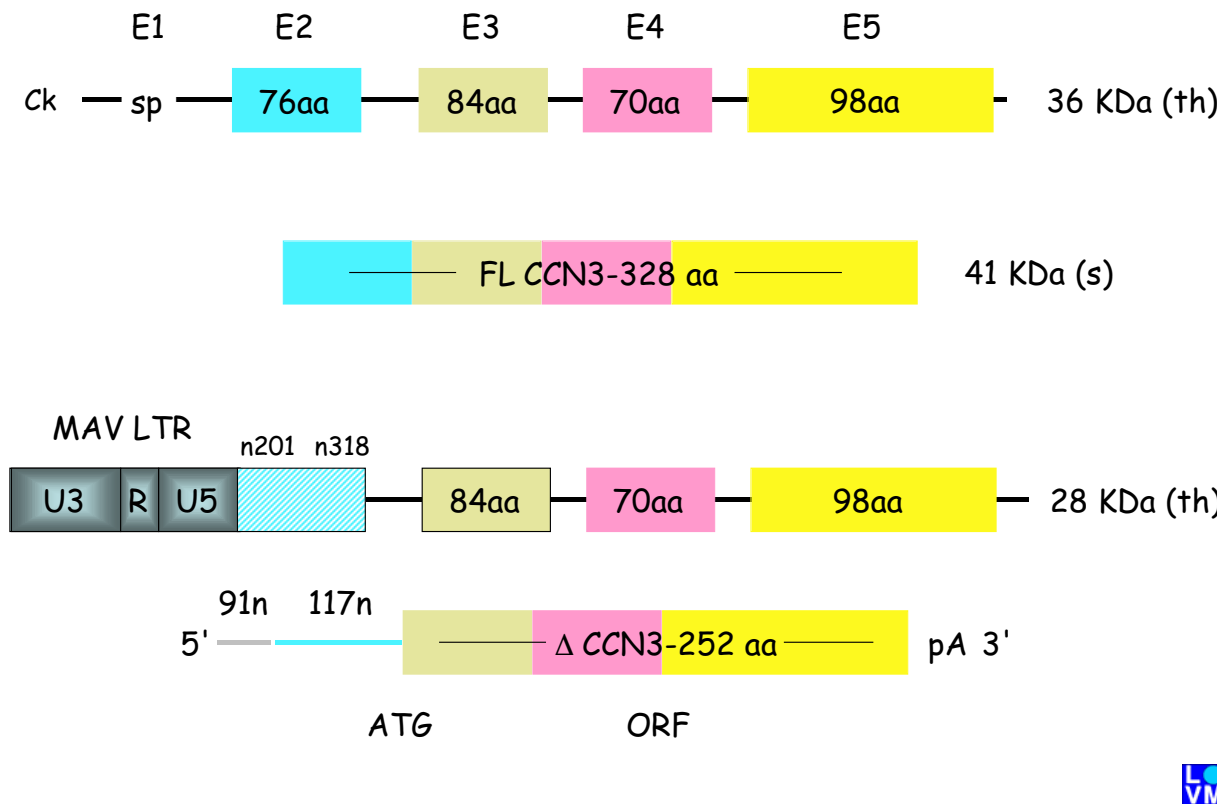 E1 E2 E3 E4 E5
Ck sp 76aa 84aa 70aa 98aa 36 KDa (th)
FL CCN3-328 aa 41 KDa (s)
MAV LTR n201 n318
U3 R U5 84aa 70aa 98aa 28 KDa (th)
91n 117n
5' Δ CCN3-252 aa pA 3'
ATG ORF
L
VM